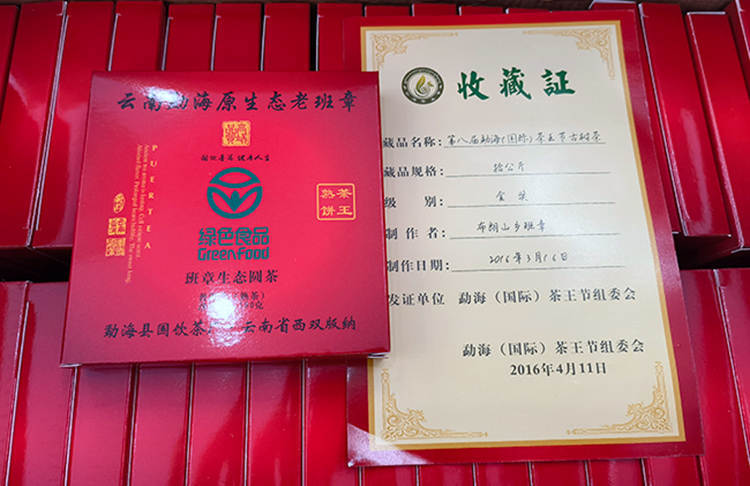 云南勐海原生态老班章
PUERTEA
熟茶
饼王
绿色食品
GreenFood
班章生态圆茶
勐海县国饮茶
云南省西双版纳
收藏証
藏品名称：第八届勐海(国际)茶王节古树茶
藏品规格：拾公斤
级 别：金奖
制作者：布朗山乡班章
制作日期：2016年3月16日
发证单位 勐海（国际）茶王节组委会
勐海（国际）茶王节组委会
2016年4月11日